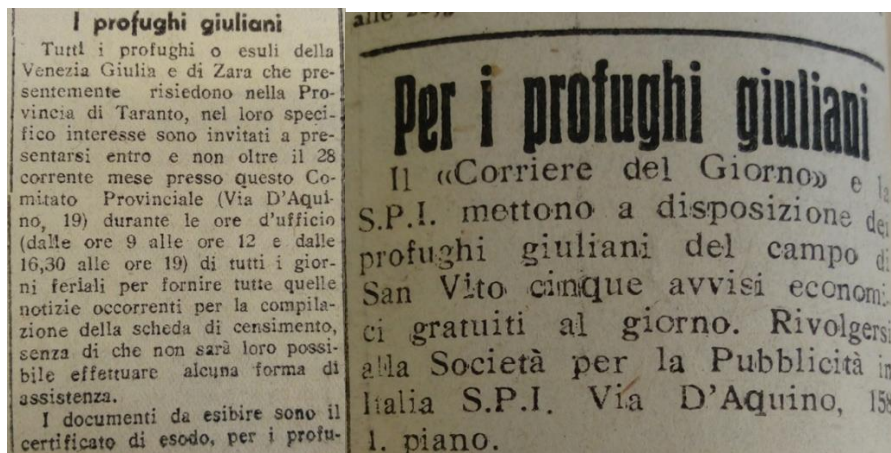 I profughi giuliani
Tutti i profughi o esuli della
Venezia Giulia e di Zara che pre-
sentemente risiedono nella Pro-
vincia di Taranto, nel loro speci-
fico interesse sono invitati a pre-
sentarsi entro e non oltre il 28
corrente mese presso questo Co-
mitato Provinciale (Via D'Aqui-
no, 19) durante le ore d'ufficio
(dalle ore 9 alle ore 12 e dalle
16,30 alle ore 19) di tutti i gior-
ni feriali per fornire tutte quelle
notizie occorrenti per la compila-
zione della scheda di censimento,
senza di che non sarà loro possi-
bile effettuare alcuna forma di
assistenza.
I documenti da esibire sono il
certificato di esodo, per i profu-
alle
Per i profughi giuliani
Il «Corriere del Giorno» e la
S.P.I. mettono a disposizione dei
profughi giuliani del campo di
San Vito cinque avvisi economi-
ci gratuiti al giorno. Rivolgersi
alla Società per la Pubblicità in
Italia S.P.I. Via D'Aquino, 158
1. piano.